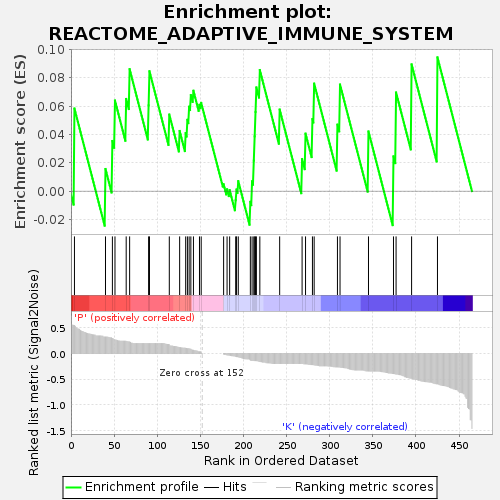 Enrichment plot:
REACTOME_ADAPTIVE_IMMUNE_SYSTEM
Enrichment score (ES)
0.10
0.08
0.06
0.04
0.02
0.00
-0.02
'P' (positively correlated)
Ranked list metric (Signal2Noise)
0.5
0.0
-0.5
-1.0
-1.5
Zero cross at 152
'K' (negatively correlated)
0 50 100 150 200 250 300 350 400 450
Rank in Ordered Dataset
Enrichment profile Hits Ranking metric scores